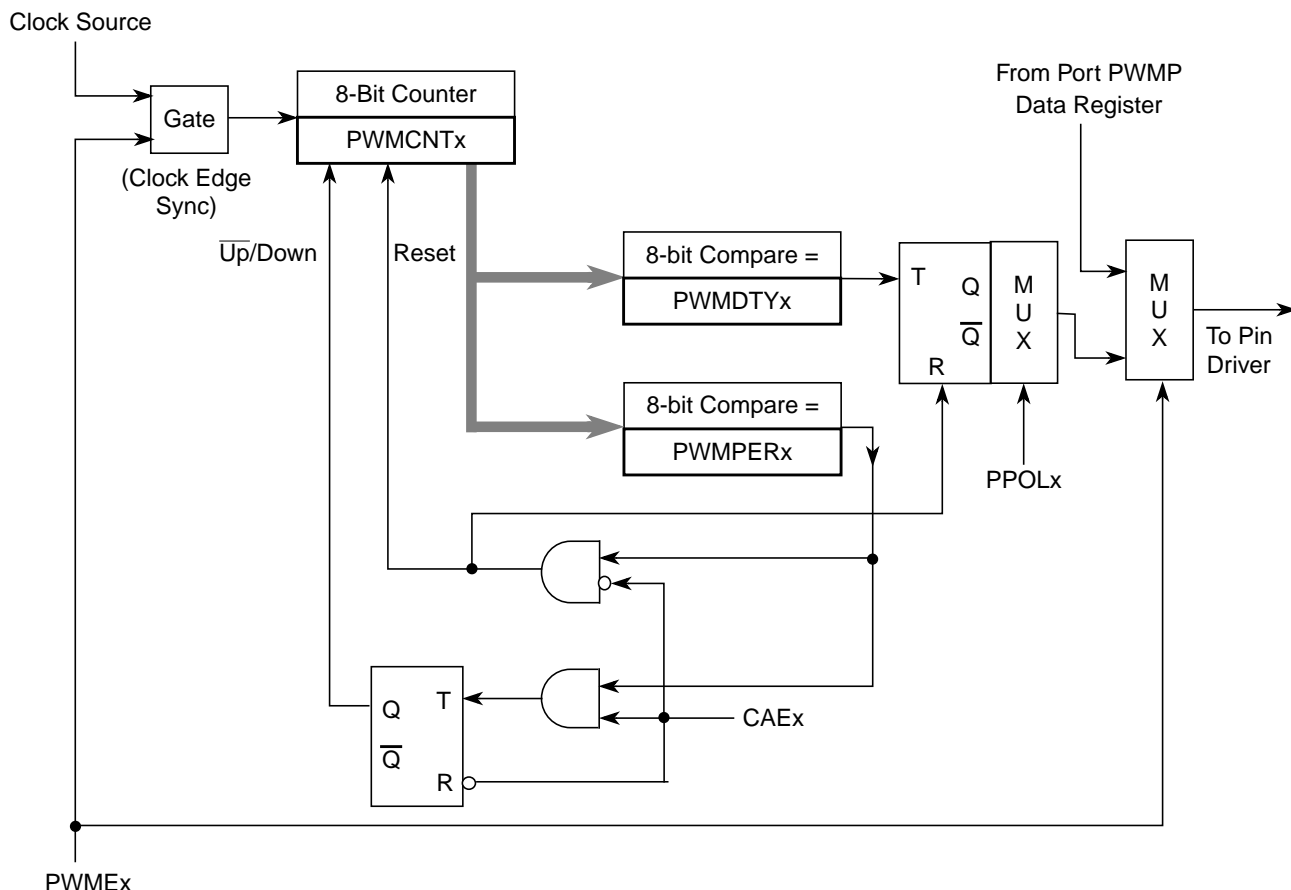 Clock Source
8-Bit Counter
PWMCNTx
Gate
(Clock Edge
Sync)
From Port PWMP
Data Register
U̅p̅/Down
Reset
8-bit Compare =
PWMDTYx
T
Q
Q̅
R
M
U
X
M
U
X
To Pin
Driver
8-bit Compare =
PWMPERx
PPOLx
Q
T
Q̅
R
CAEx
PWMEx